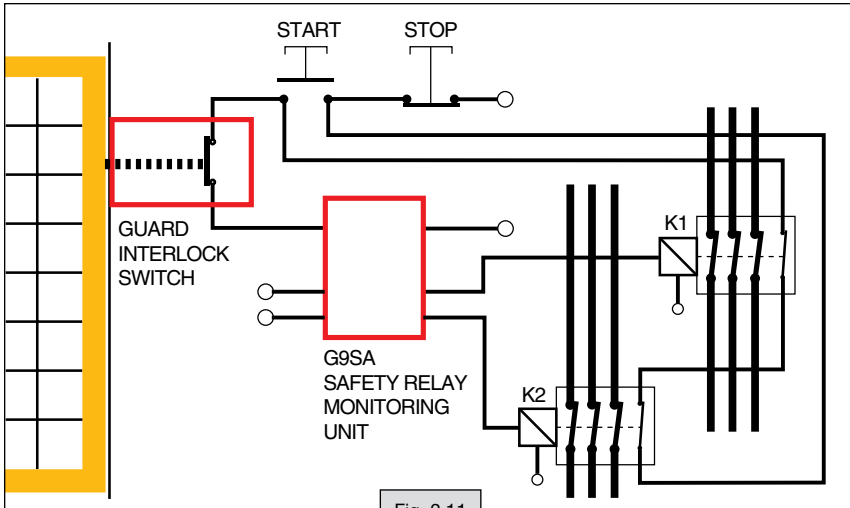 START
STOP
GUARD
INTERLOCK
SWITCH
K1
G9SA
SAFETY RELAY
MONITORING
UNIT
K2